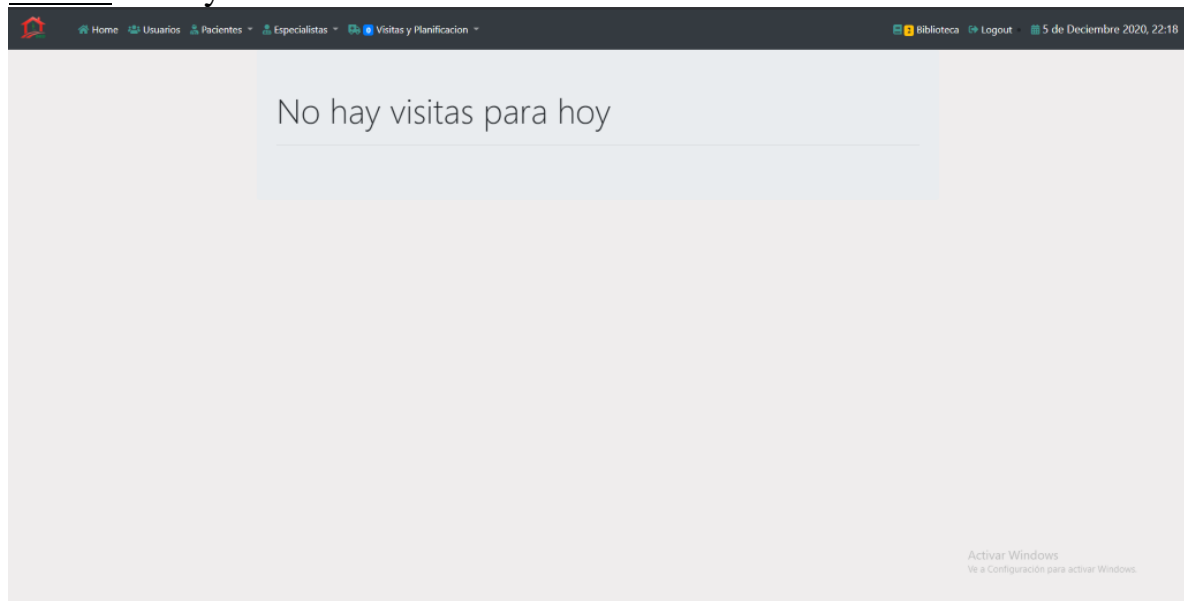 Home Usuarios Pacientes Especialistas 0 Visitas y Planificacion Biblioteca Logout 5 de Deciembre 2020, 22:18
No hay visitas para hoy
Activar Windows
Ve a Configuración para activar Windows.